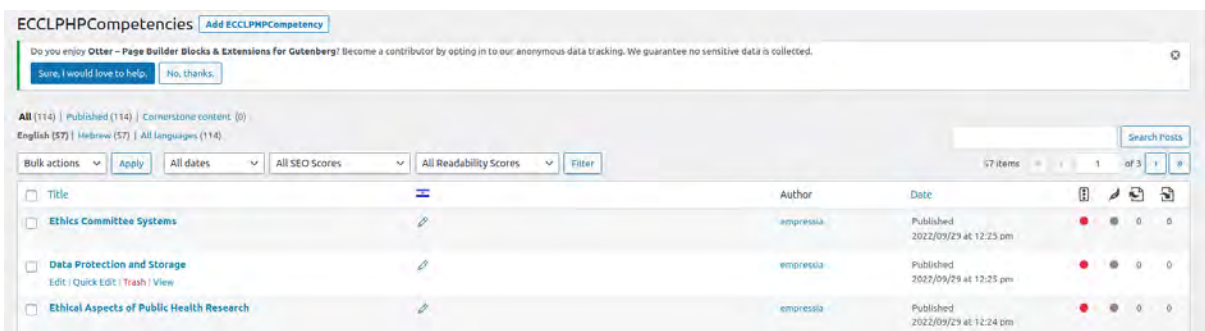 ECCLPHPCompetencies Add ECCLPHPCompetency
Do you enjoy Otter – Page Builder Blocks & Extensions for Gutenberg? Become a contributor by opting in to our anonymous data tracking. We guarantee no sensitive data is collected.
Sure, I would love to help. No, thanks.
All (114) | Published (114) | Cornerstone content (0)
English (57) | Hebrew (57) | All languages (114)
Search Posts
Bulk actions Apply All dates All SEO Scores All Readability Scores Filter 57 items « ‹ 1 of 3 › »
Title Author Date
Ethics Committee Systems empressia Published 0 0
2022/09/29 at 12:25 pm
Data Protection and Storage empressia Published 0 0
Edit | Quick Edit | Trash | View 2022/09/29 at 12:25 pm
Ethical Aspects of Public Health Research empressia Published 0 0
2022/09/29 at 12:24 pm